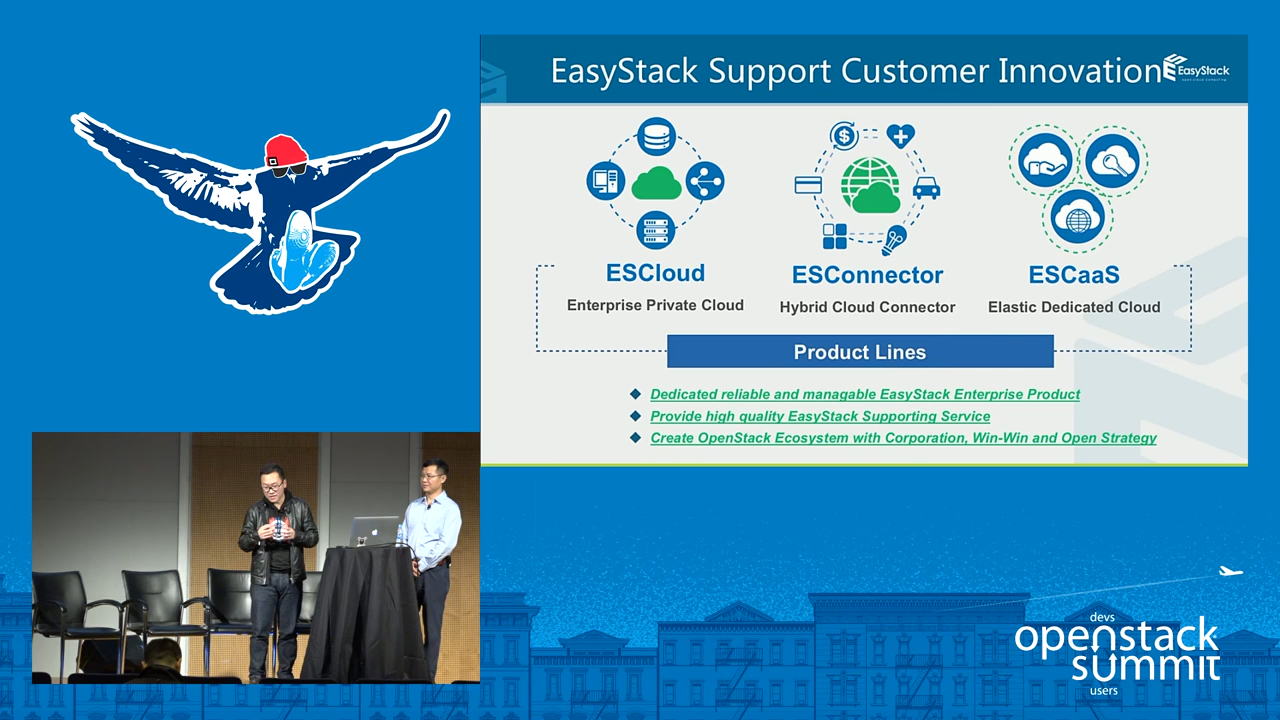 EasyStack Support Customer Innovation
EasyStack
ESCloud
ESConnector
ESCaaS
Enterprise Private Cloud
Hybrid Cloud Connector
Elastic Dedicated Cloud
Product Lines
Dedicated reliable and managable EasyStack Enterprise Product
Provide high quality EasyStack Supporting Service
Create OpenStack Ecosystem with Corporation, Win-Win and Open Strategy
devs
openstack
summit
users